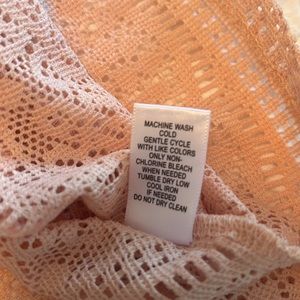 MACHINE WASH
COLD
GENTLE CYCLE
WITH LIKE COLORS
ONLY NON-
CHLORINE BLEACH
WHEN NEEDED
TUMBLE DRY LOW
COOL IRON
IF NEEDED
DO NOT DRY CLEAN